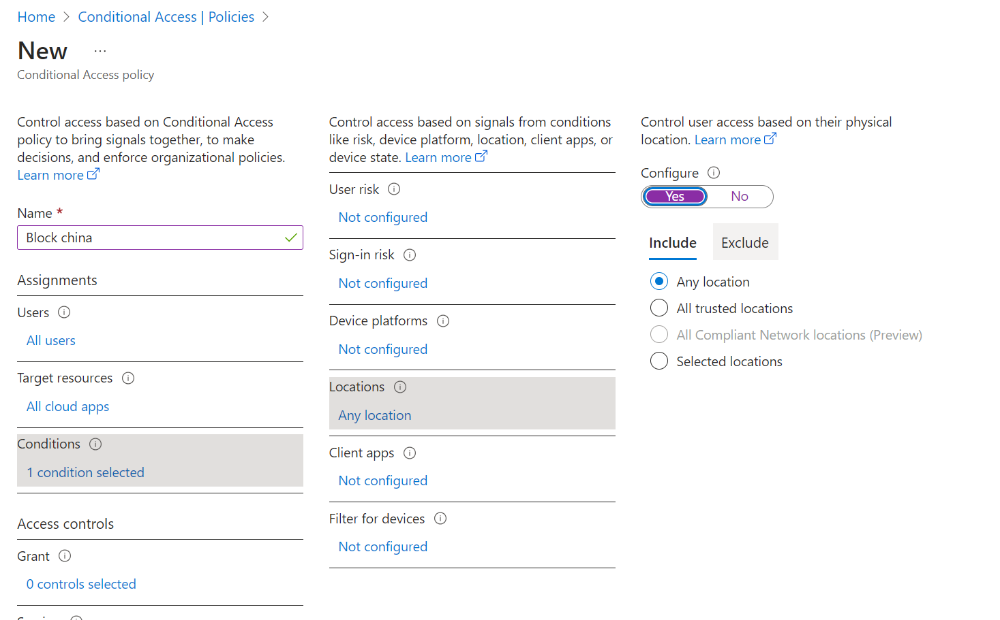 Home > Conditional Access | Policies >
New ...
Conditional Access policy
Control access based on Conditional Access
policy to bring signals together, to make
decisions, and enforce organizational policies.
Learn more
Name *
Block china
Assignments
Users
All users
Target resources
All cloud apps
Conditions
1 condition selected
Access controls
Grant
0 controls selected
Control access based on signals from conditions
like risk, device platform, location, client apps, or
device state. Learn more
User risk
Not configured
Sign-in risk
Not configured
Device platforms
Not configured
Locations
Any location
Client apps
Not configured
Filter for devices
Not configured
Control user access based on their physical
location. Learn more
Configure
Yes No
Include Exclude
Any location
All trusted locations
All Compliant Network locations (Preview)
Selected locations